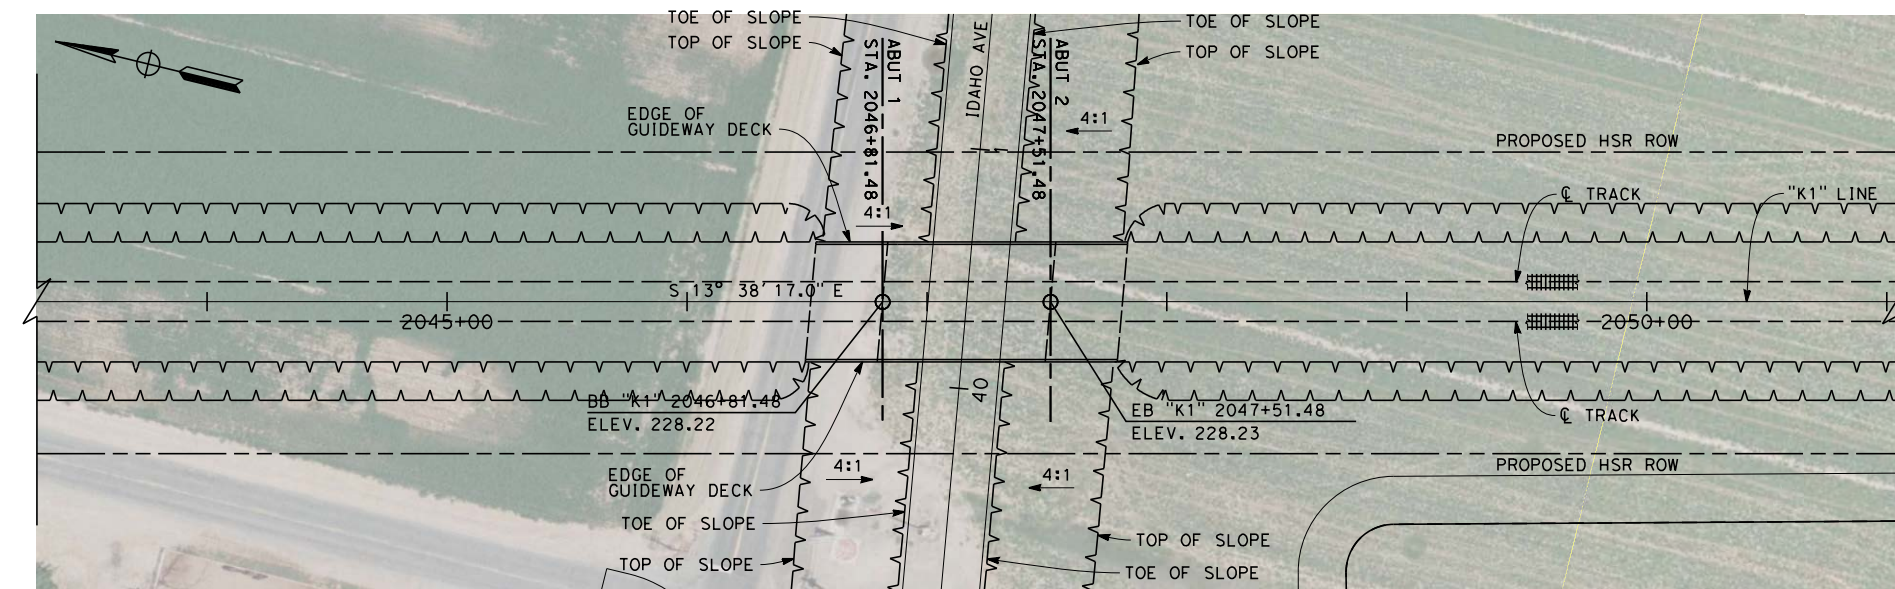 TOE OF SLOPE
TOP OF SLOPE
ABUT 1
STA. 2046+81.48
IDAHO AVE
ABUT 2
STA. 2047+51.48
TOE OF SLOPE
TOP OF SLOPE
EDGE OF
GUIDEWAY DECK
4:1
PROPOSED HSR ROW
4:1
℄ TRACK
"K1" LINE
S 13° 38' 17.0" E
2045+00
2050+00
BB "K1" 2046+81.48
ELEV. 228.22
40
EB "K1" 2047+51.48
ELEV. 228.23
℄ TRACK
EDGE OF
GUIDEWAY DECK
4:1
4:1
PROPOSED HSR ROW
TOE OF SLOPE
TOP OF SLOPE
TOP OF SLOPE
TOE OF SLOPE